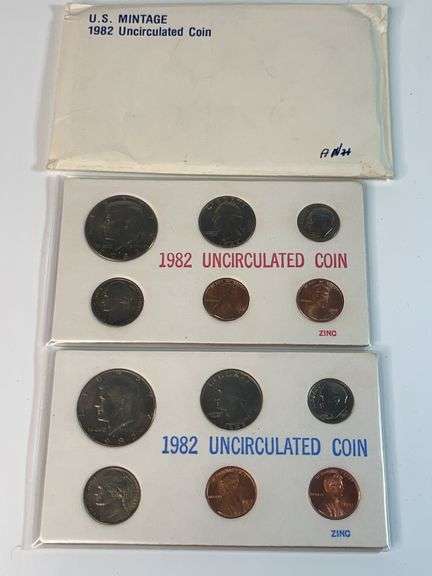 U.S. MINTAGE
1982 Uncirculated Coin
1982 UNCIRCULATED COIN
ZINC
1982 UNCIRCULATED COIN
ZINC